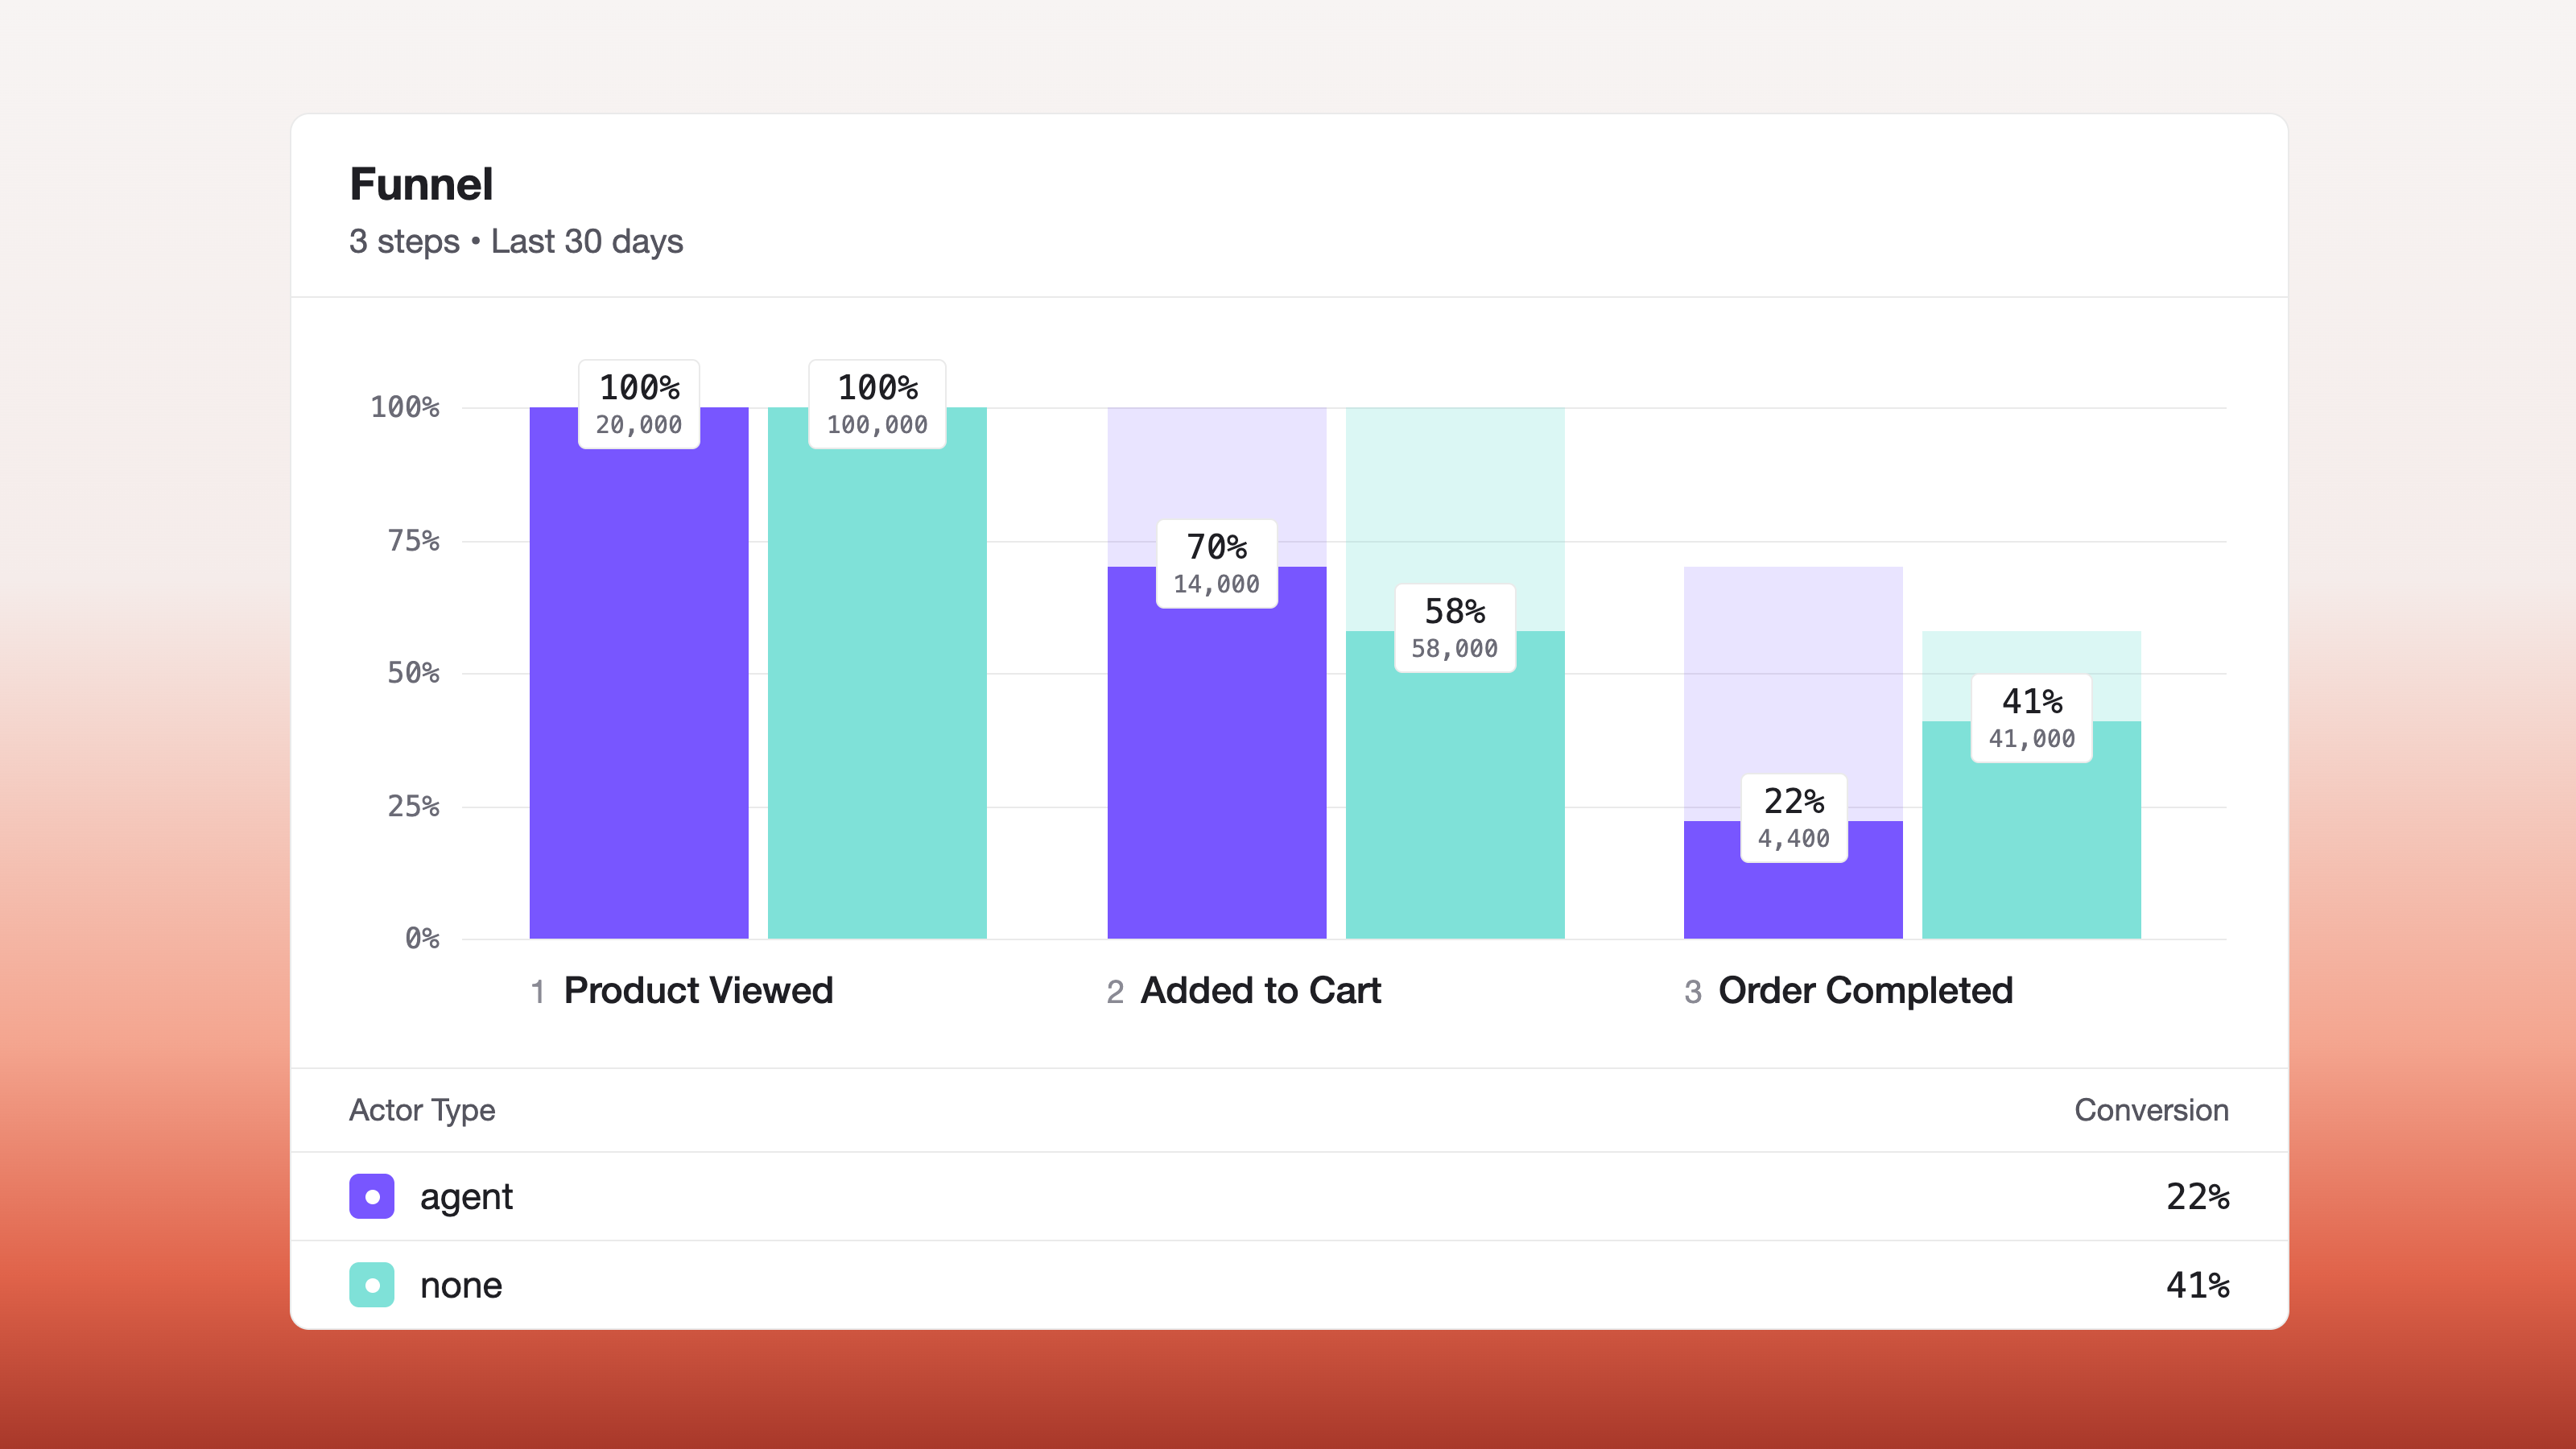 Funnel
3 steps • Last 30 days
100%
75%
50%
25%
0%
100%
20,000
100%
100,000
70%
14,000
58%
58,000
22%
4,400
41%
41,000
1 Product Viewed
2 Added to Cart
3 Order Completed
Actor Type Conversion
agent 22%
none 41%